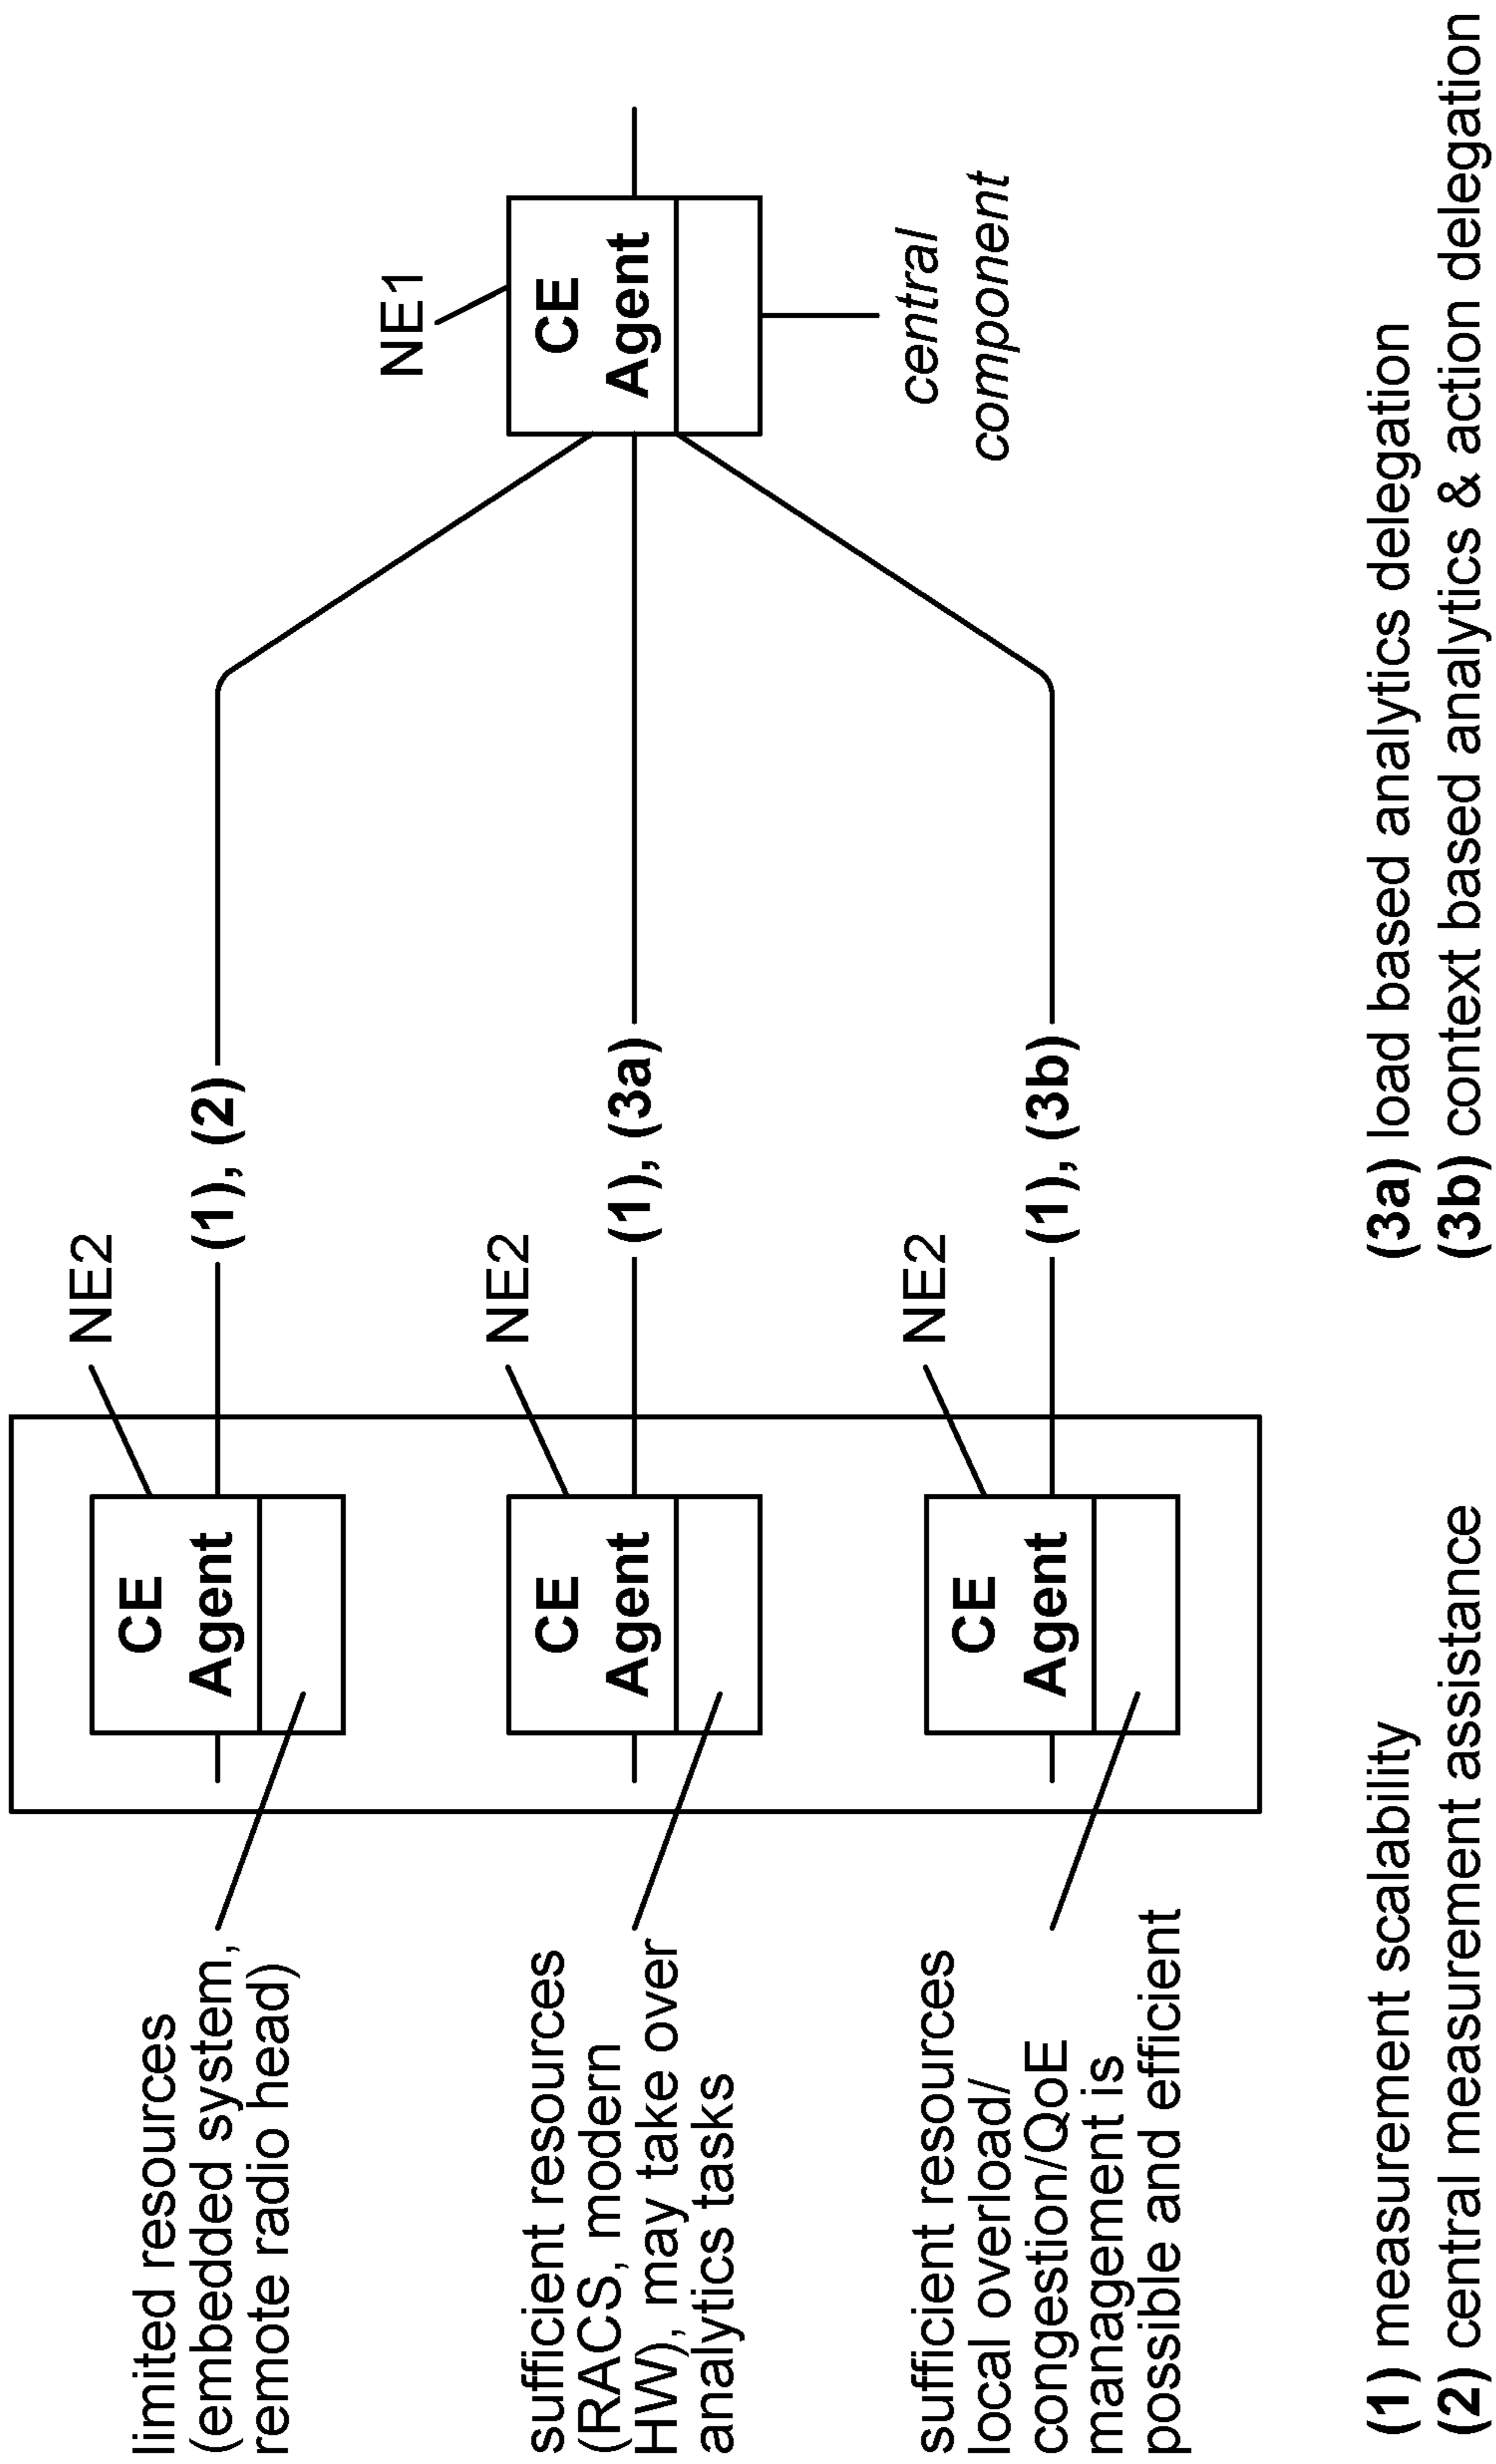 limited resources
(embedded system,
remote radio head)
NE2
CE
Agent
(1), (2)
sufficient resources
(RACS, modern
HW), may take over
analytics tasks
NE2
CE
Agent
(1), (3a)
NE1
CE
Agent
central
component
sufficient resources
local overload/
congestion/QoE
management is
possible and efficient
NE2
CE
Agent
(1), (3b)
(1) measurement scalability
(2) central measurement assistance
(3a) load based analytics delegation
(3b) context based analytics & action delegation